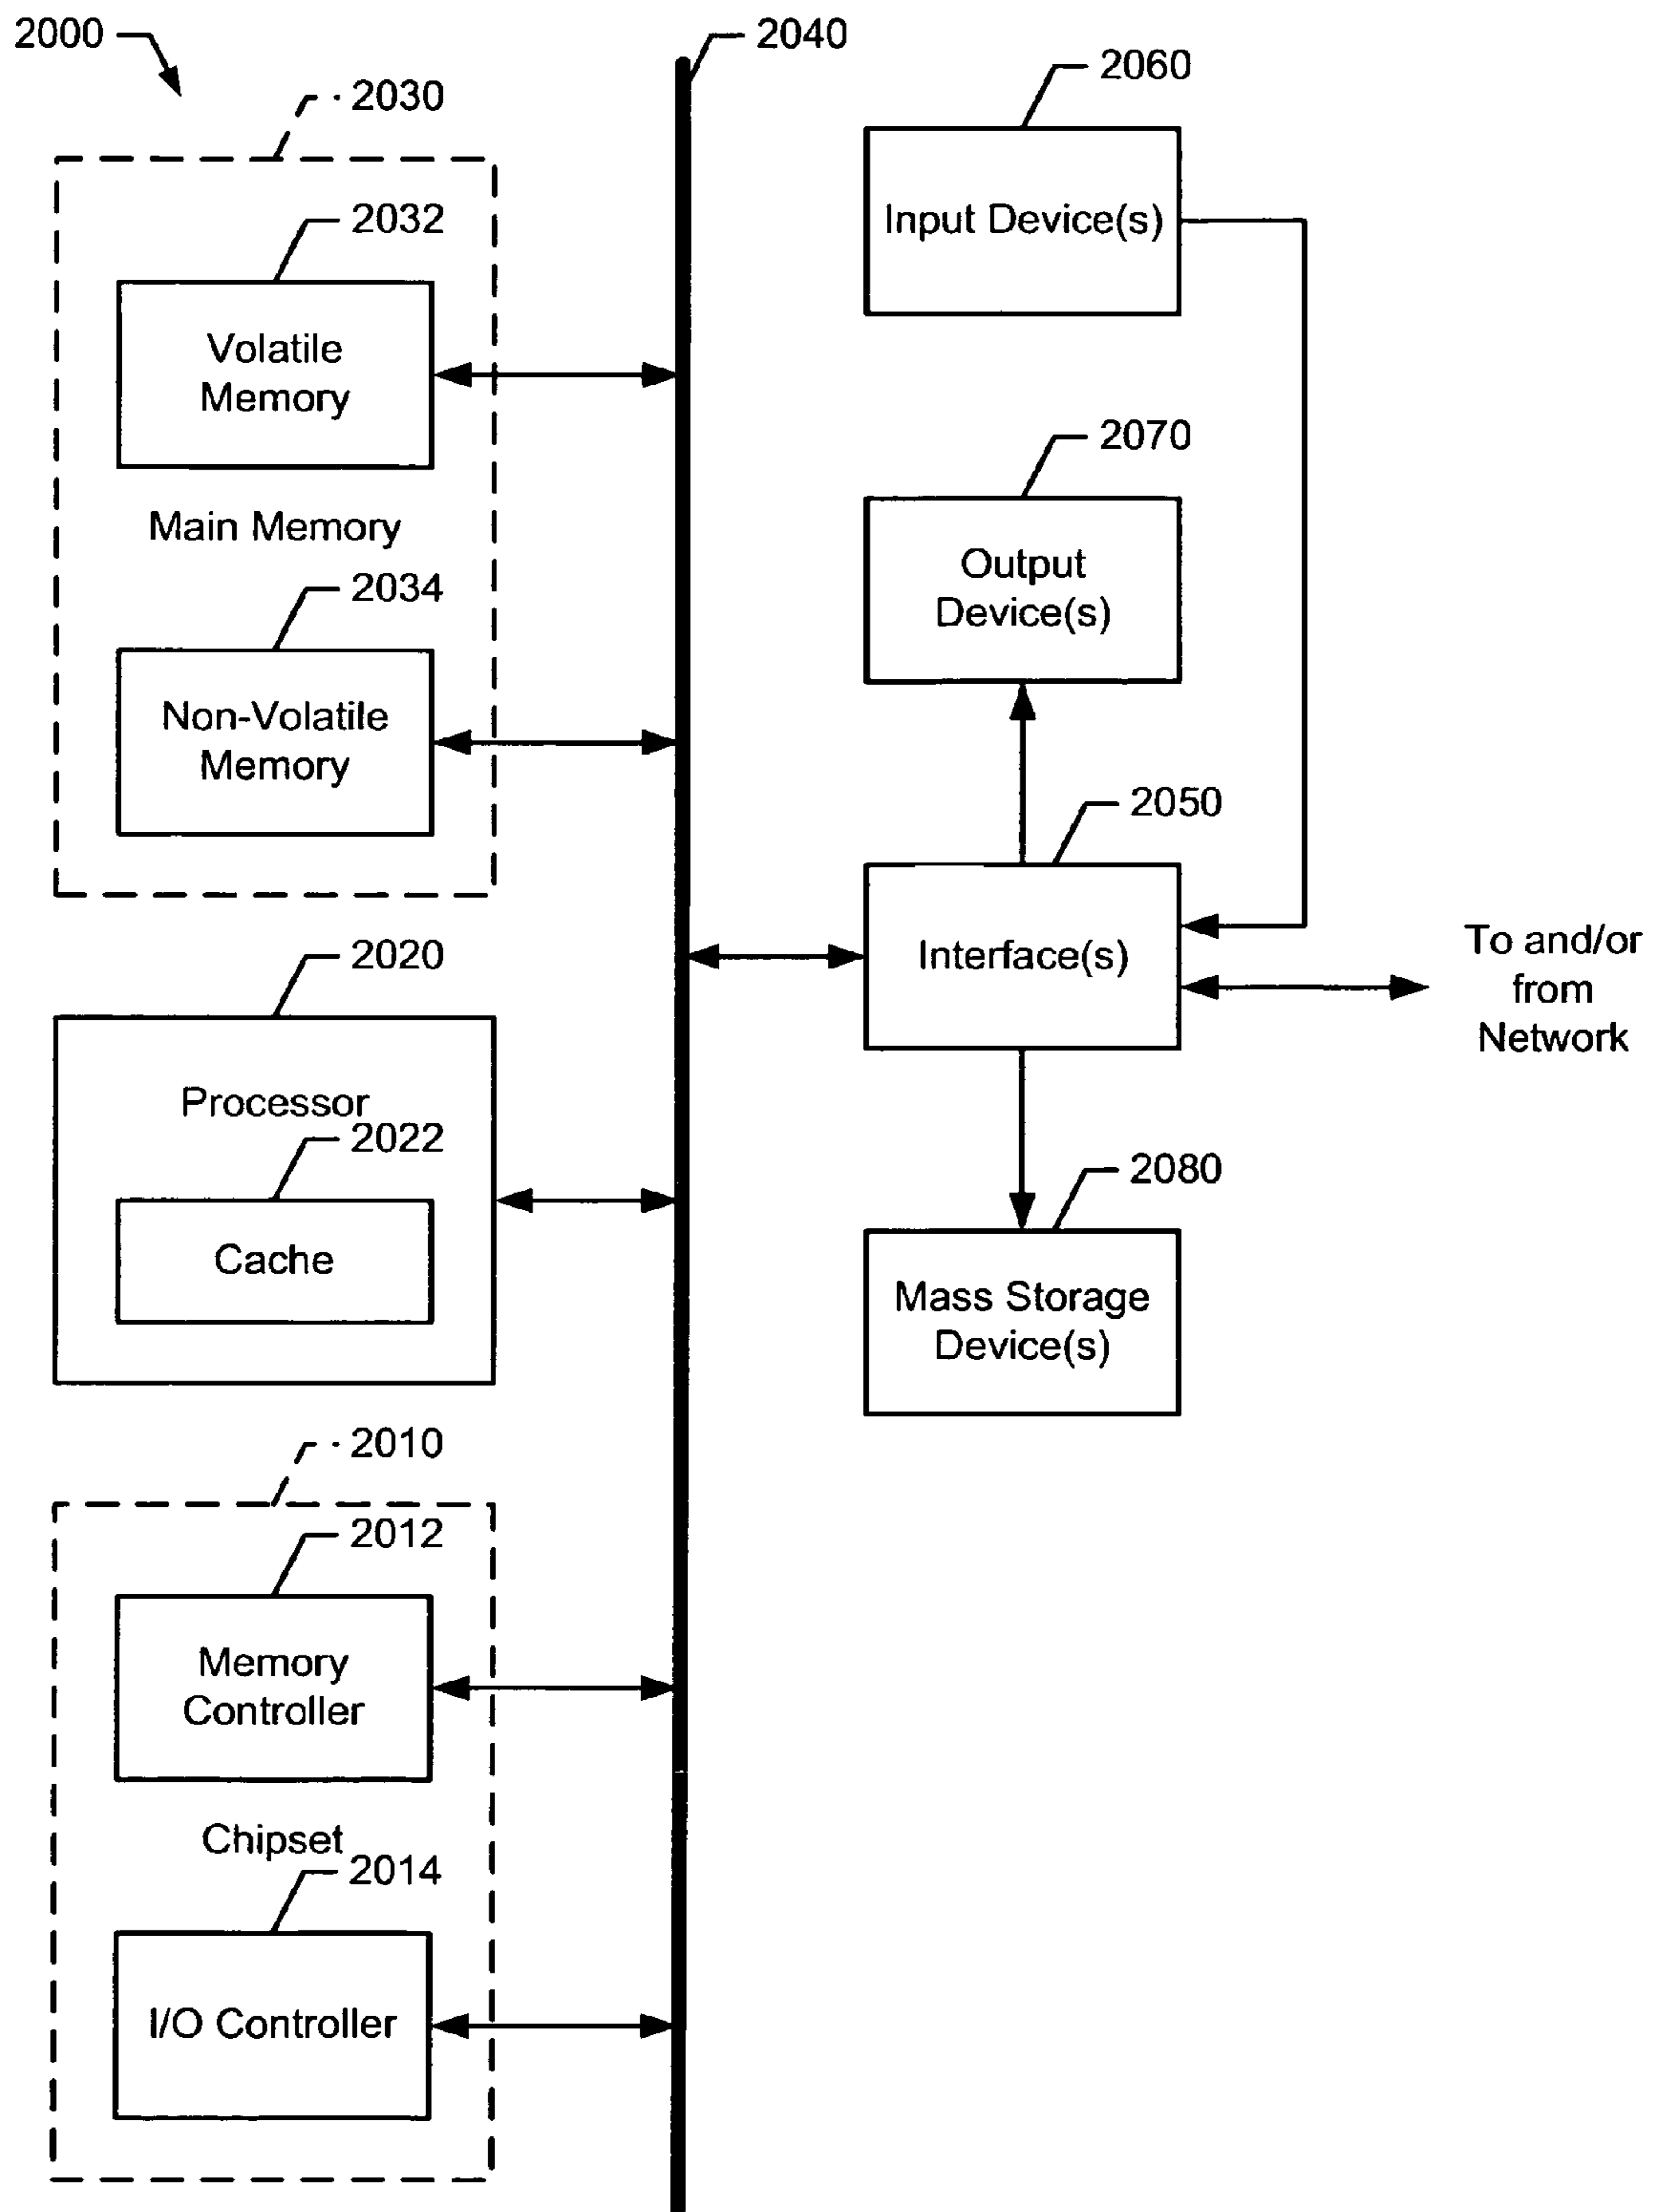 2000
2040
2030
2060
2032
Input Device(s)
Volatile
Memory
2070
Main Memory
Output
Device(s)
2034
Non-Volatile
Memory
2050
Interface(s)
To and/or
from
Network
2020
Processor
2022
Cache
2080
Mass Storage
Device(s)
2010
2012
Memory
Controller
Chipset
2014
I/O Controller